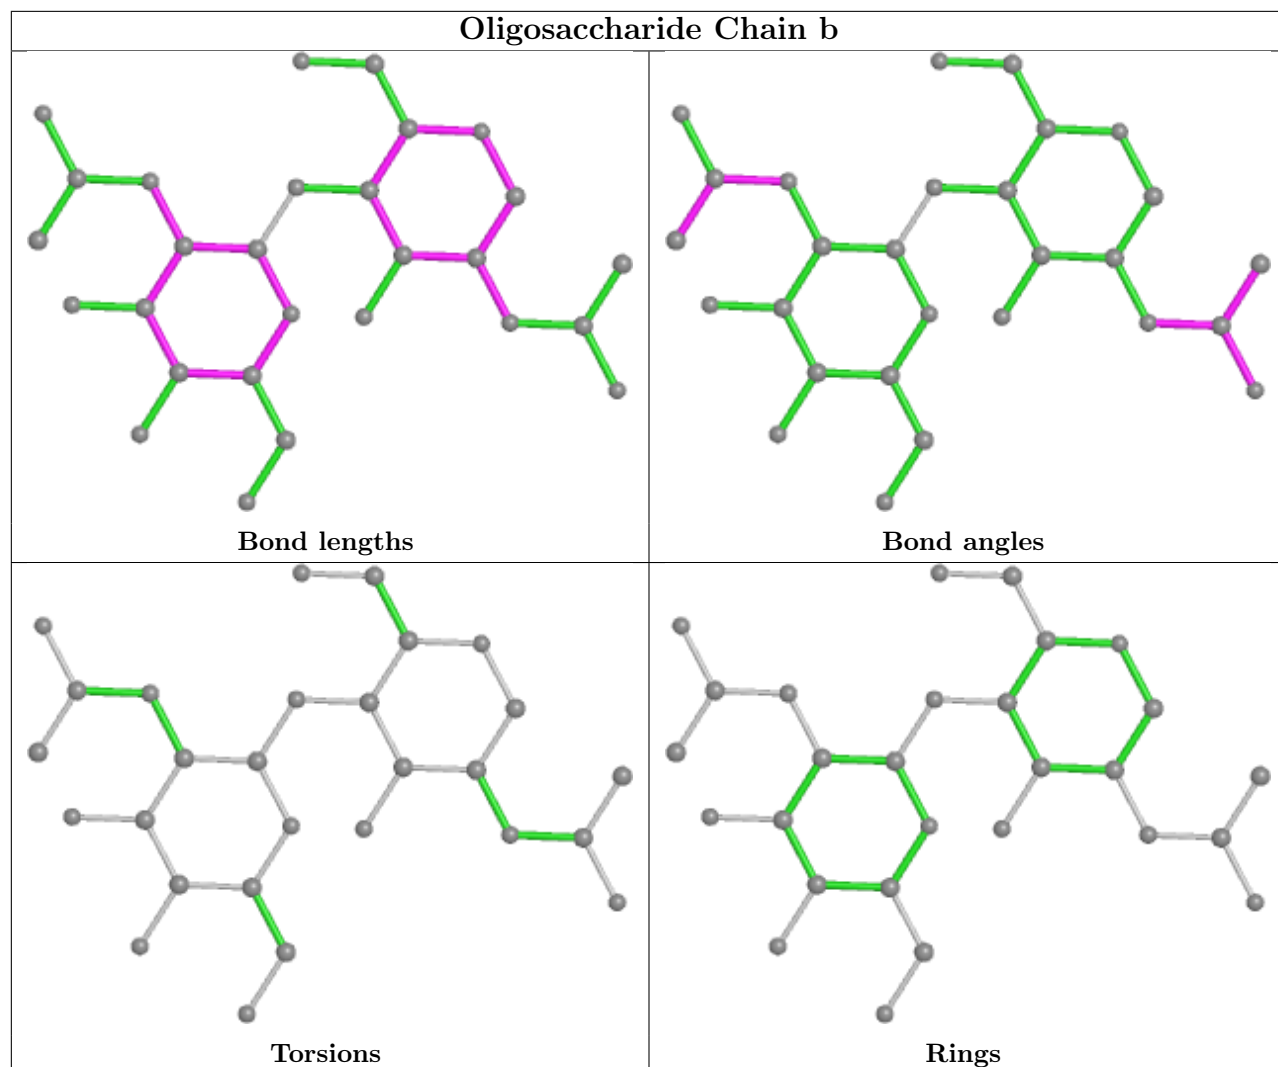 Oligosaccharide Chain b
Bond lengths
Bond angles
Torsions
Rings